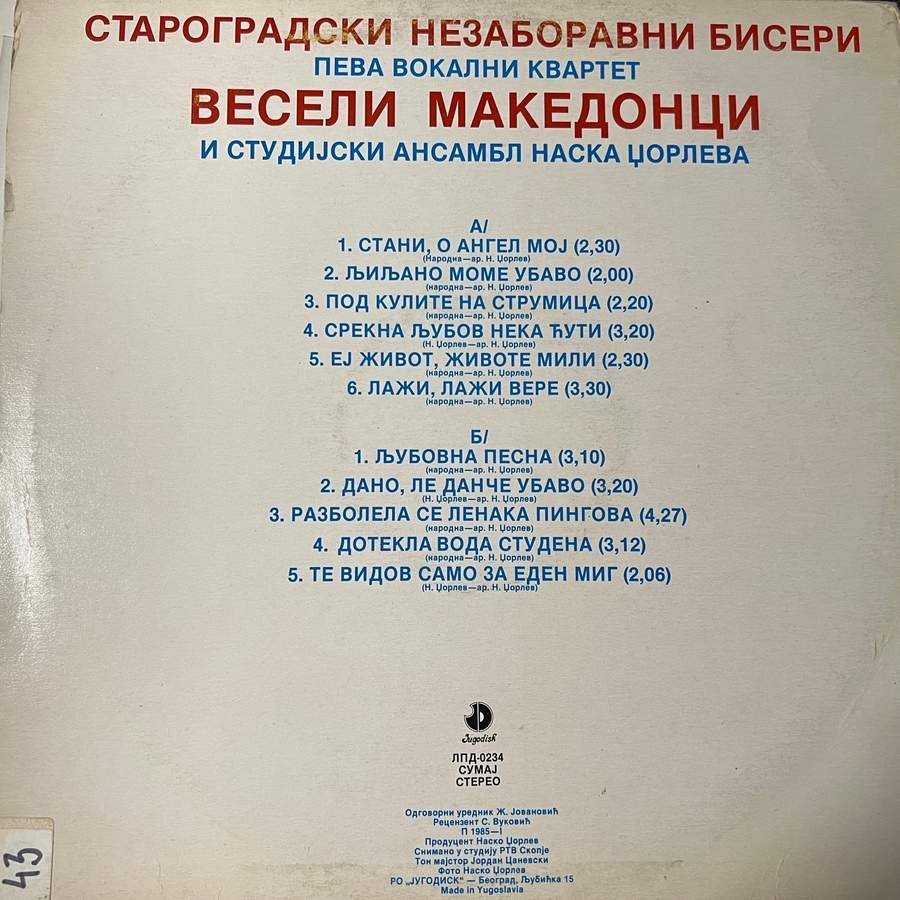 СТАРОГРАДСКИ НЕЗАБОРАВНИ БИСЕРИ
ПЕВА ВОКАЛНИ КВАРТЕТ
ВЕСЕЛИ МАКЕДОНЦИ
И СТУДИЈСКИ АНСАМБЛ НАСКА ЏОРЛЕВА
А/
1. СТАНИ, О АНГЕЛ МОЈ (2,30)
(Народна—ар. Н. Џорлев)
2. ЉИЉАНО МОМЕ УБАВО (2,00)
(народна—ар. Н. Џорлев)
3. ПОД КУЛИТЕ НА СТРУМИЦА (2,20)
(народна—ар. Н. Џорлев)
4. СРЕКНА ЉУБОВ НЕКА ЋУТИ (3,20)
(Н. Џорлев—ар. Н. Џорлев)
5. ЕЈ ЖИВОТ, ЖИВОТЕ МИЛИ (2,30)
(народна—ар. Н. Џорлев)
6. ЛАЖИ, ЛАЖИ ВЕРЕ (3,30)
(народна—ар. Н. Џорлев)
Б/
1. ЉУБОВНА ПЕСНА (3,10)
(народна—ар. Н. Џорлев)
2. ДАНО, ЛЕ ДАНЧЕ УБАВО (3,20)
(Н. Џорлев—ар. Н. Џорлев)
3. РАЗБОЛЕЛА СЕ ЛЕНАКА ПИНГОВА (4,27)
(народна—ар. Н. Џорлев)
4. ДОТЕКЛА ВОДА СТУДЕНА (3,12)
(народна—ар. Н. Џорлев)
5. ТЕ ВИДОВ САМО ЗА ЕДЕН МИГ (2,06)
(Н. Џорлев—ар. Н. Џорлев)
Jugodisk
ЛПД-0234
СУМАЈ
СТЕРЕО
Одговорни уредник Ж. Јовановић
Рецензент С. Вуковић
П 1985—I
Продуцент Наско Џорлев
Снимано у студију РТВ Скопје
Тон мајстор Јордан Цаневски
Фото Наско Џорлев
РО „ЈУГОДИСК“ — Београд, Љубићка 15
Made in Yugoslavia
43